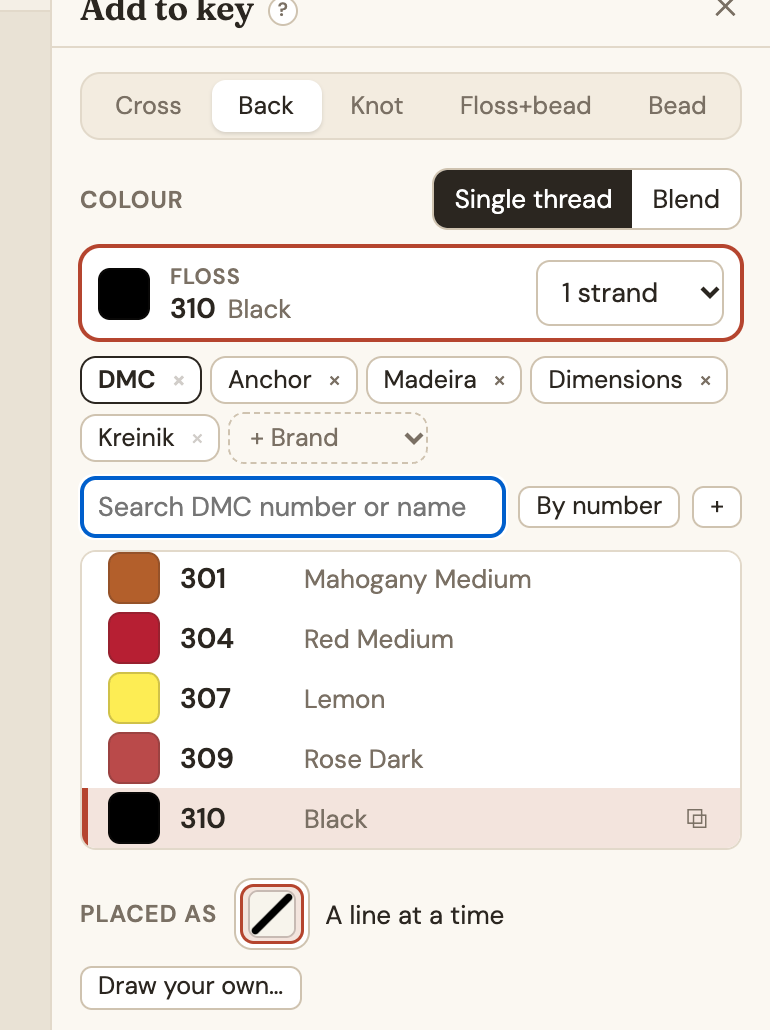 Add to key ?
Cross Back Knot Floss+bead Bead
COLOUR Single thread Blend
FLOSS
310 Black 1 strand
DMC × Anchor × Madeira × Dimensions ×
Kreinik × + Brand
Search DMC number or name By number +
301 Mahogany Medium
304 Red Medium
307 Lemon
309 Rose Dark
310 Black
PLACED AS A line at a time
Draw your own...